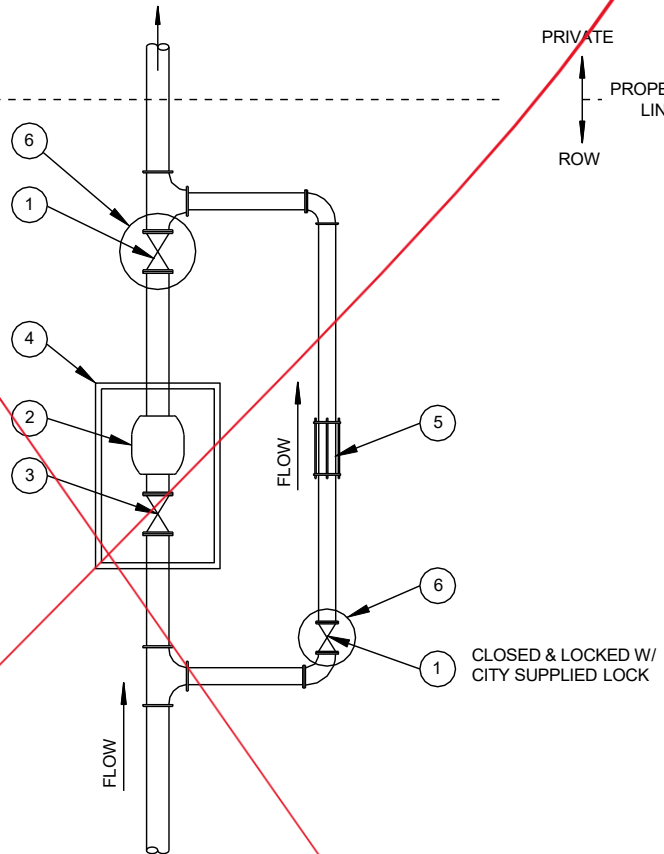 PRIVATE
PROPE
LIN
ROW
6
1
4
2
3
5
FLOW
6
1
CLOSED & LOCKED W/
CITY SUPPLIED LOCK
FLOW